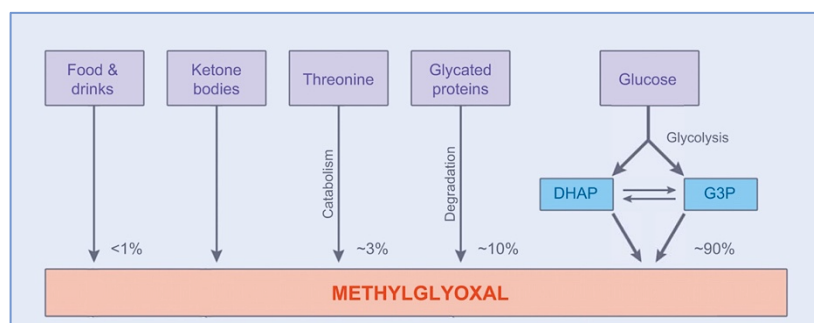 Food &
drinks
Ketone
bodies
Threonine
Glycated
proteins
Glucose
Catabolism
Degradation
Glycolysis
DHAP
G3P
<1%
~3%
~10%
~90%
METHYLGLYOXAL